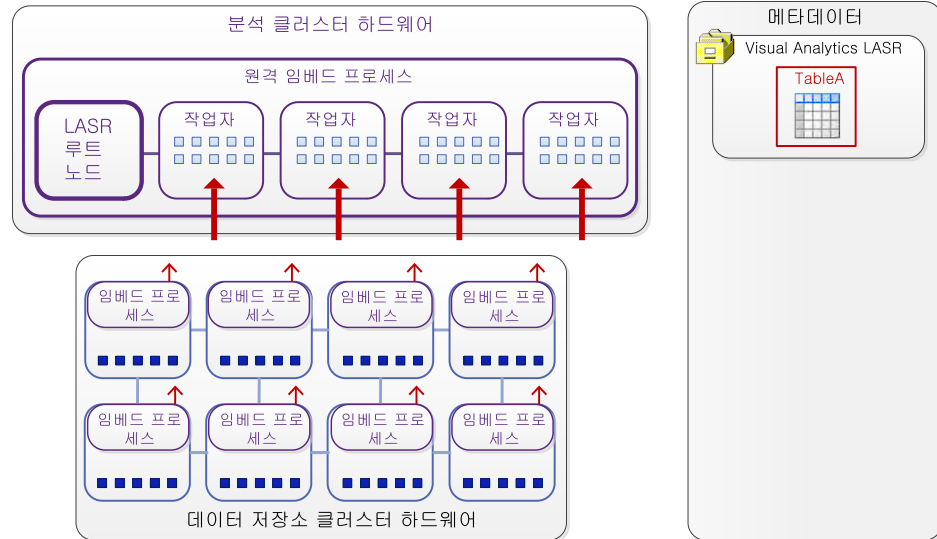 분석 클러스터 하드웨어
원격 임베드 프로세스
LASR
루트
노드
작업자
작업자
작업자
작업자
메타데이터
Visual Analytics LASR
TableA
임베드 프로
세스
임베드 프로
세스
임베드 프로
세스
임베드 프로
세스
임베드 프로
세스
임베드 프로
세스
임베드 프로
세스
임베드 프로
세스
데이터 저장소 클러스터 하드웨어